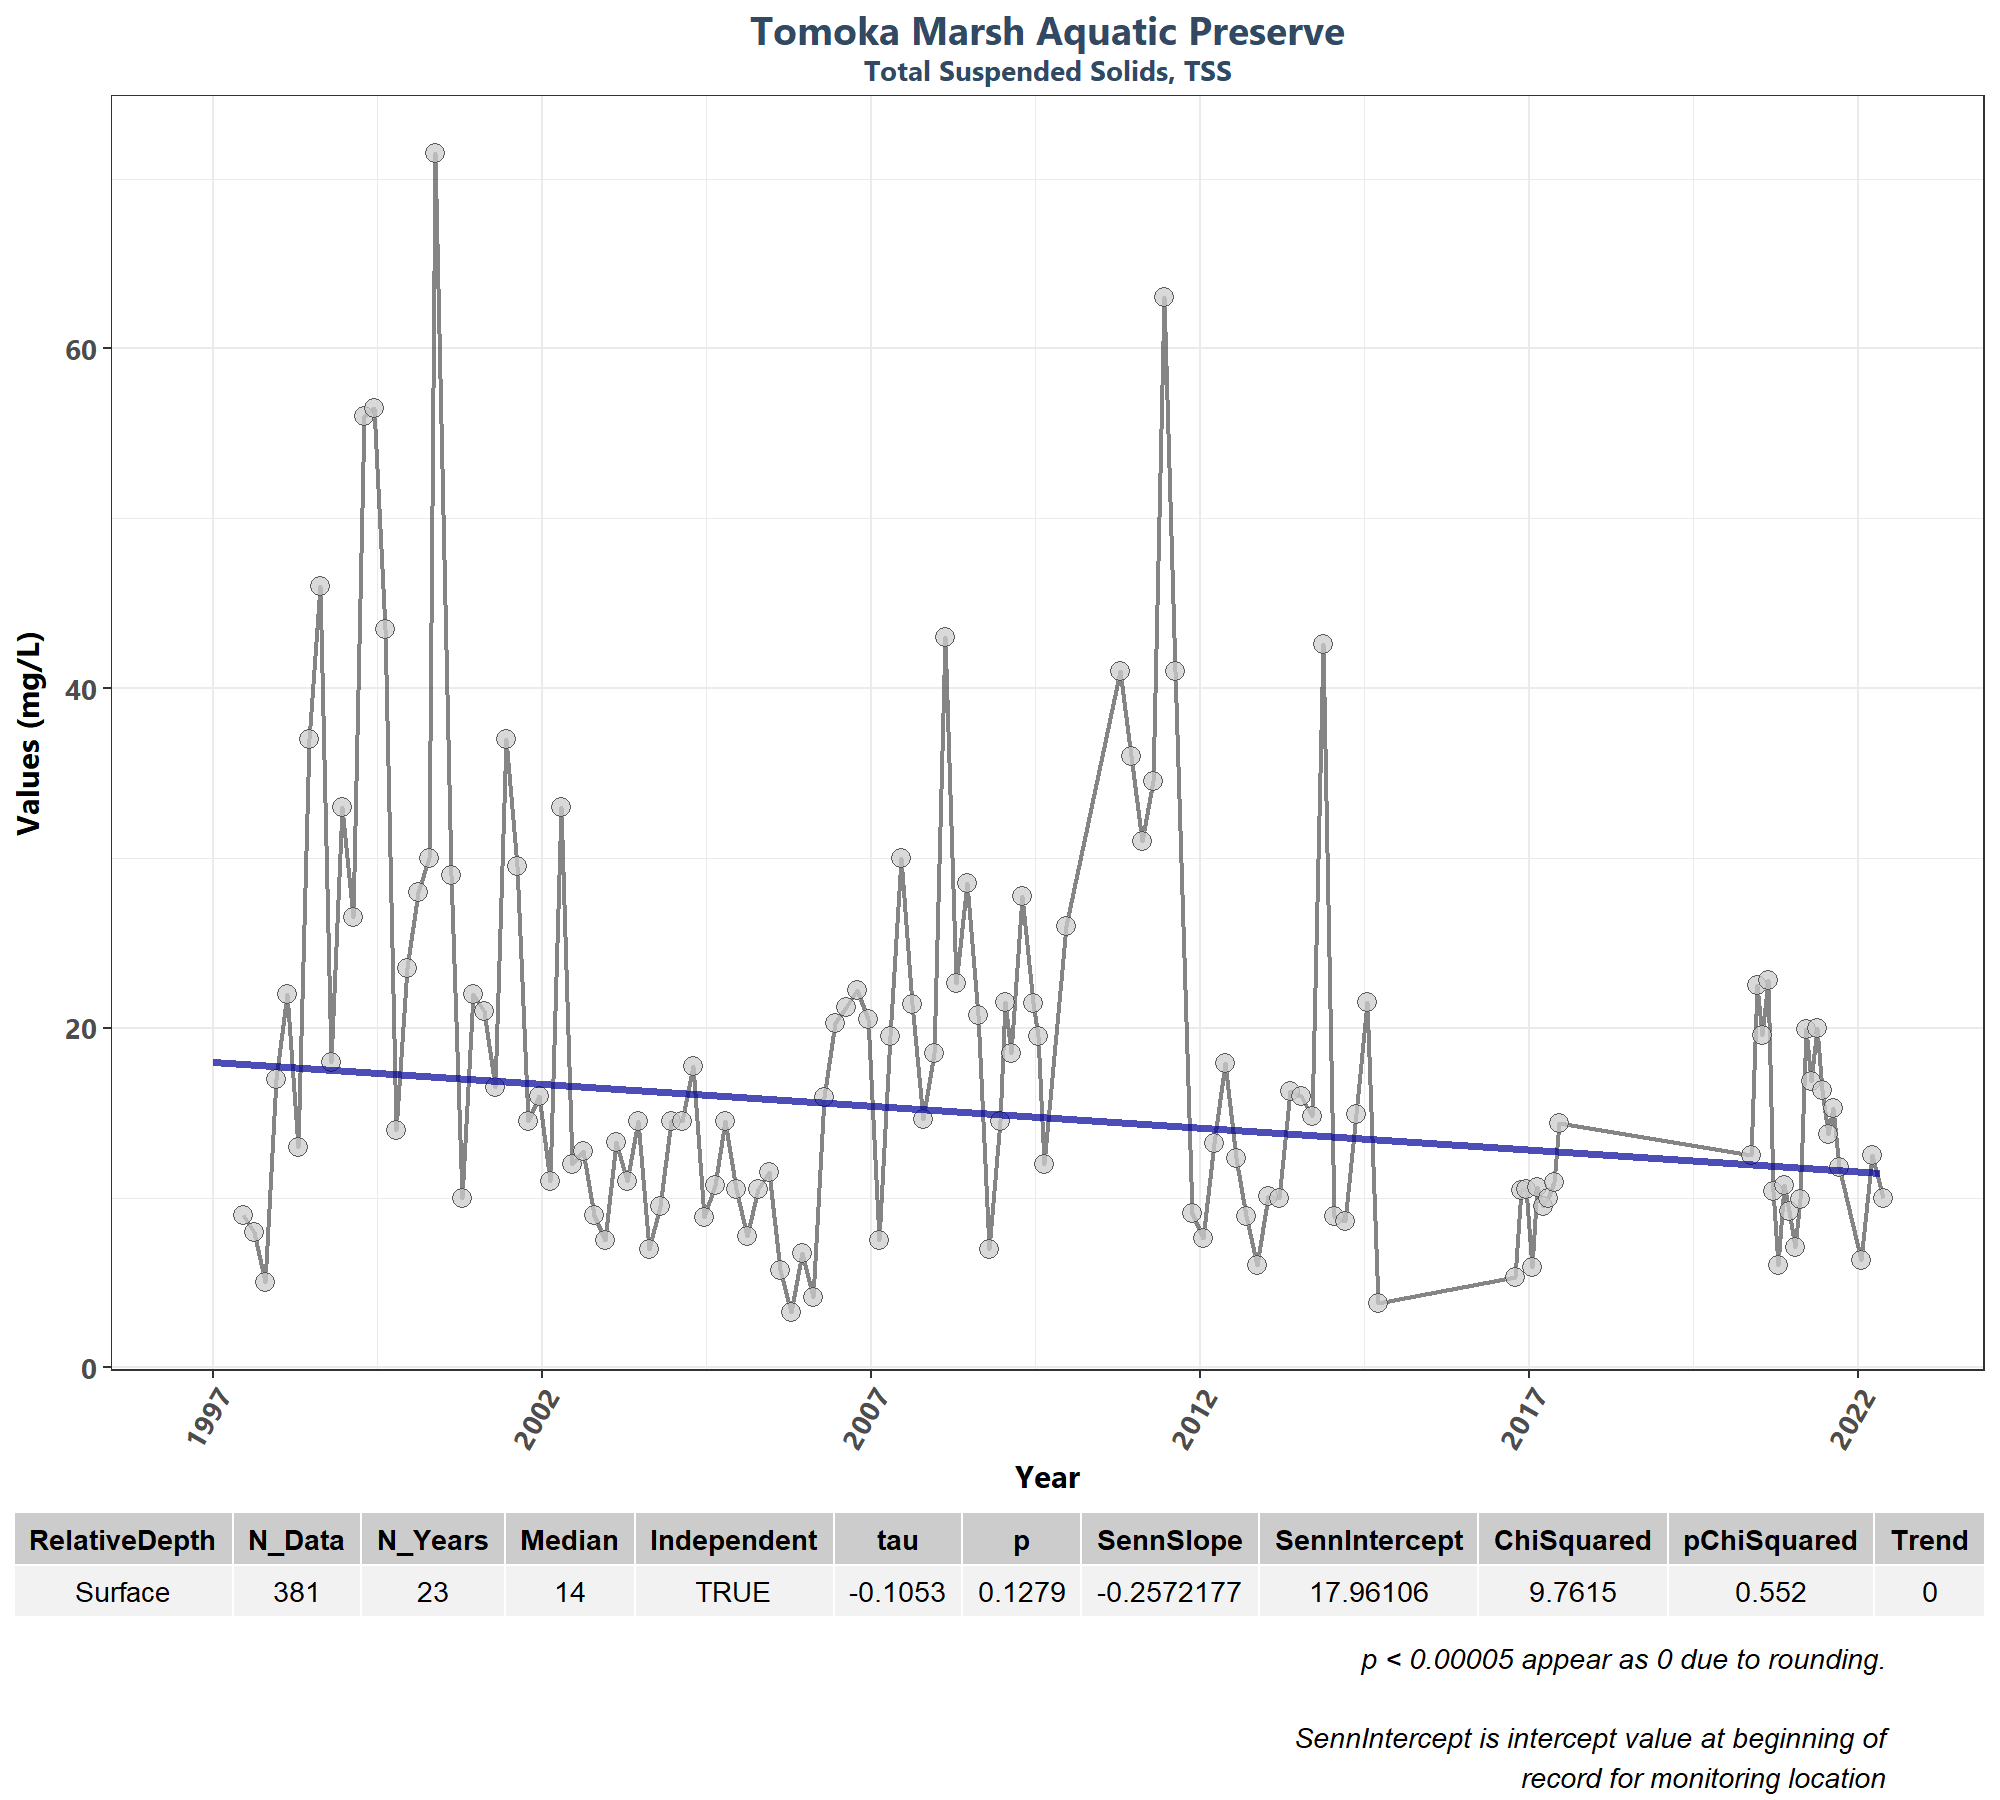 Tomoka Marsh Aquatic Preserve
Total Suspended Solids, TSS
Values (mg/L)
60
40
20
0
1997 2002 2007 2012 2017 2022
Year
RelativeDepth N_Data N_Years Median Independent tau p SennSlope SennIntercept ChiSquared pChiSquared Trend
Surface 381 23 14 TRUE -0.1053 0.1279 -0.2572177 17.96106 9.7615 0.552 0
p < 0.00005 appear as 0 due to rounding.
SennIntercept is intercept value at beginning of
record for monitoring location